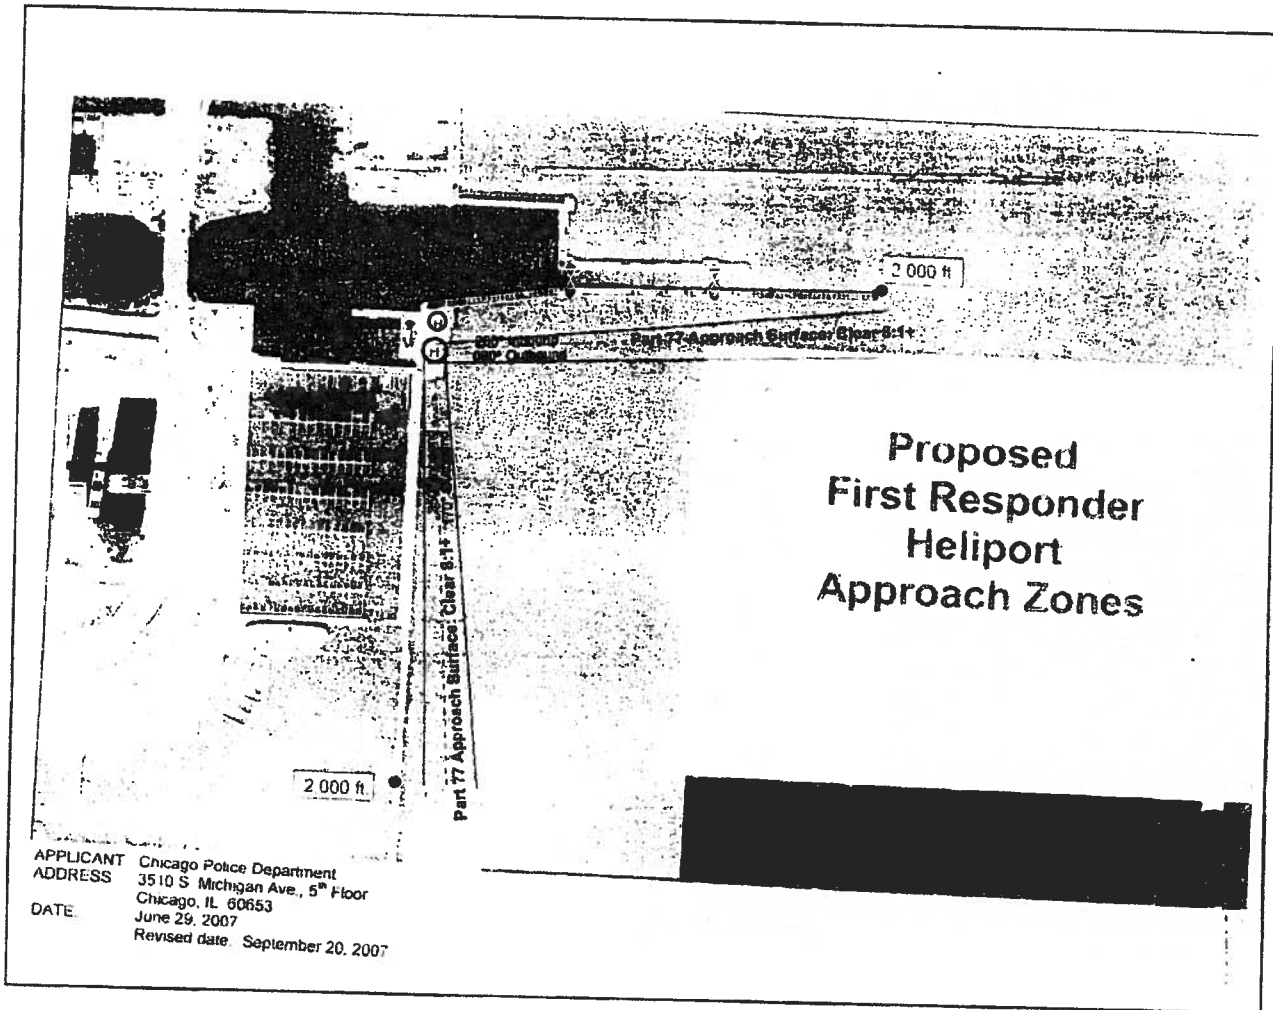 2 000 ft.
H
H
Part 77 Approach Surface: Clear 8:1+
090° Outbound
Proposed
First Responder
Heliport
Approach Zones
Part 77 Approach Surface: Clear 8:1+
2 000 ft.
APPLICANT Chicago Police Department
ADDRESS 3510 S Michigan Ave., 5th Floor
Chicago, IL 60653
DATE. June 29, 2007
Revised date. September 20, 2007